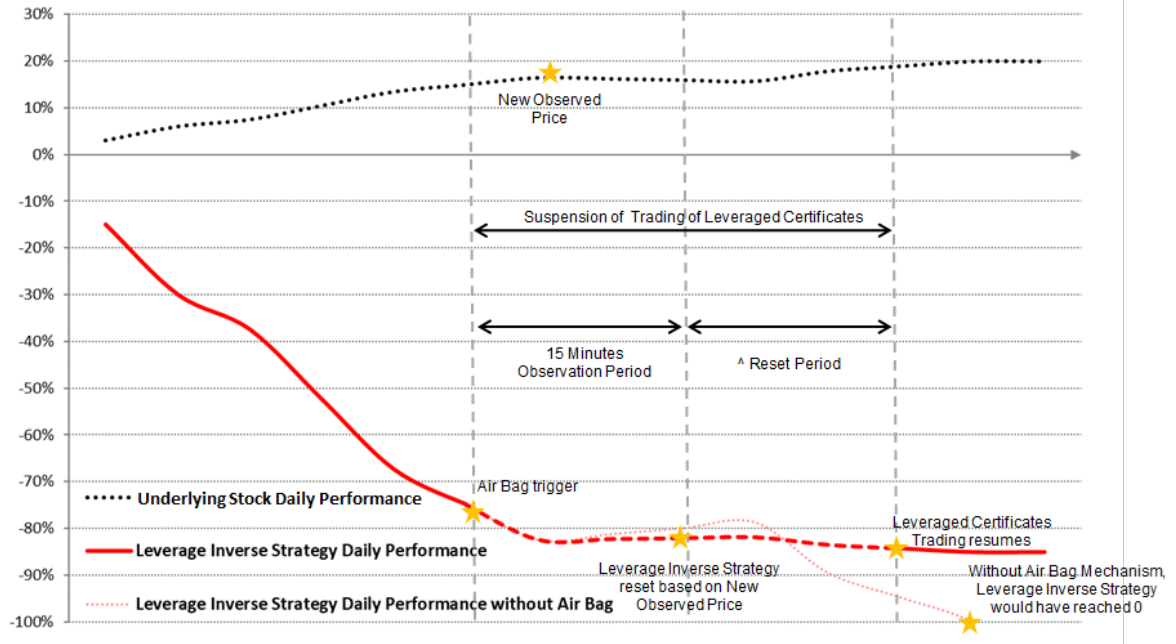 30%
20%
New Observed
Price
10%
0%
-10%
Suspension of Trading of Leveraged Certificates
-20%
-30%
15 Minutes
Observation Period
^ Reset Period
-40%
-50%
-60%
-70%
Air Bag trigger
Underlying Stock Daily Performance
-80%
Leveraged Certificates
Trading resumes
Leverage Inverse Strategy Daily Performance
Leverage Inverse Strategy
reset based on New
Observed Price
-90%
Without Air Bag Mechanism,
Leverage Inverse Strategy
would have reached 0
Leverage Inverse Strategy Daily Performance without Air Bag
-100%